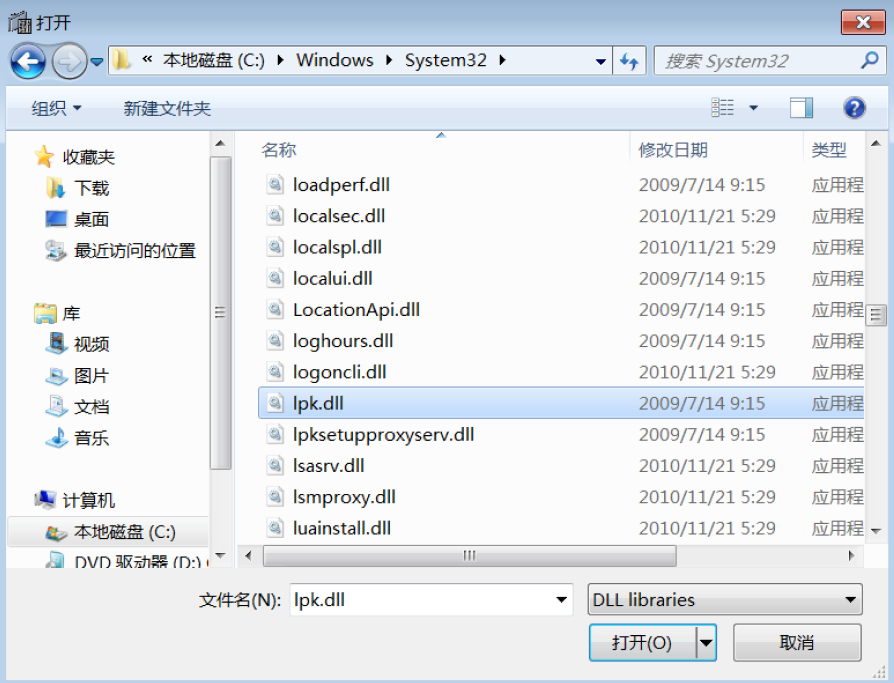 打开
« 本地磁盘 (C:) Windows System32 搜索 System32
组织 新建文件夹
名称 修改日期 类型
收藏夹
下载
桌面
最近访问的位置
库
视频
图片
文档
音乐
计算机
本地磁盘 (C:)
DVD 驱动器 (D:)
loadperf.dll 2009/7/14 9:15 应用程
localsec.dll 2010/11/21 5:29 应用程
localspl.dll 2010/11/21 5:29 应用程
localui.dll 2009/7/14 9:15 应用程
LocationApi.dll 2009/7/14 9:15 应用程
loghours.dll 2009/7/14 9:15 应用程
logoncli.dll 2010/11/21 5:29 应用程
lpk.dll 2009/7/14 9:15 应用程
lpksetupproxyserv.dll 2009/7/14 9:15 应用程
lsasrv.dll 2010/11/21 5:29 应用程
lsmproxy.dll 2010/11/21 5:29 应用程
luainstall.dll 2010/11/21 5:29 应用程
文件名(N): lpk.dll DLL libraries
打开(O) 取消